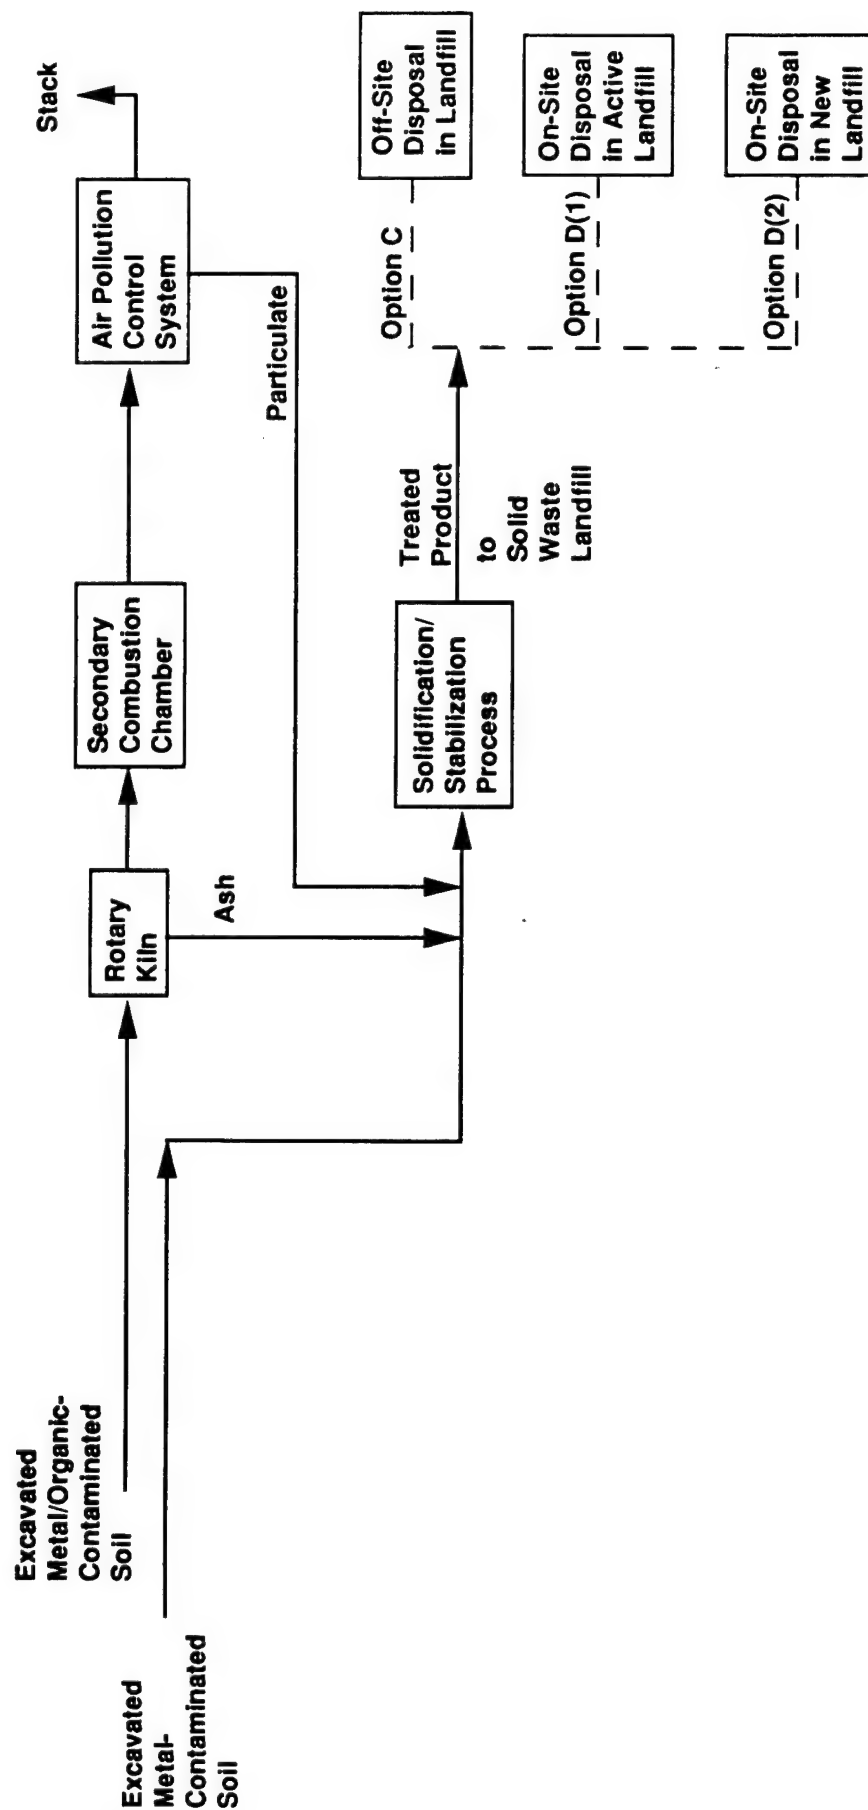 Excavated
Metal/Organic-
Contaminated
Soil
Excavated
Metal-
Contaminated
Soil
Rotary
Kiln
Ash
Secondary
Combustion
Chamber
Air Pollution
Control
System
Stack
Particulate
Solidification/
Stabilization
Process
Treated
Product
to
Solid
Waste
Landfill
Option C
Off-Site
Disposal
in Landfill
Option D(1)
On-Site
Disposal
in Active
Landfill
Option D(2)
On-Site
Disposal
in New
Landfill